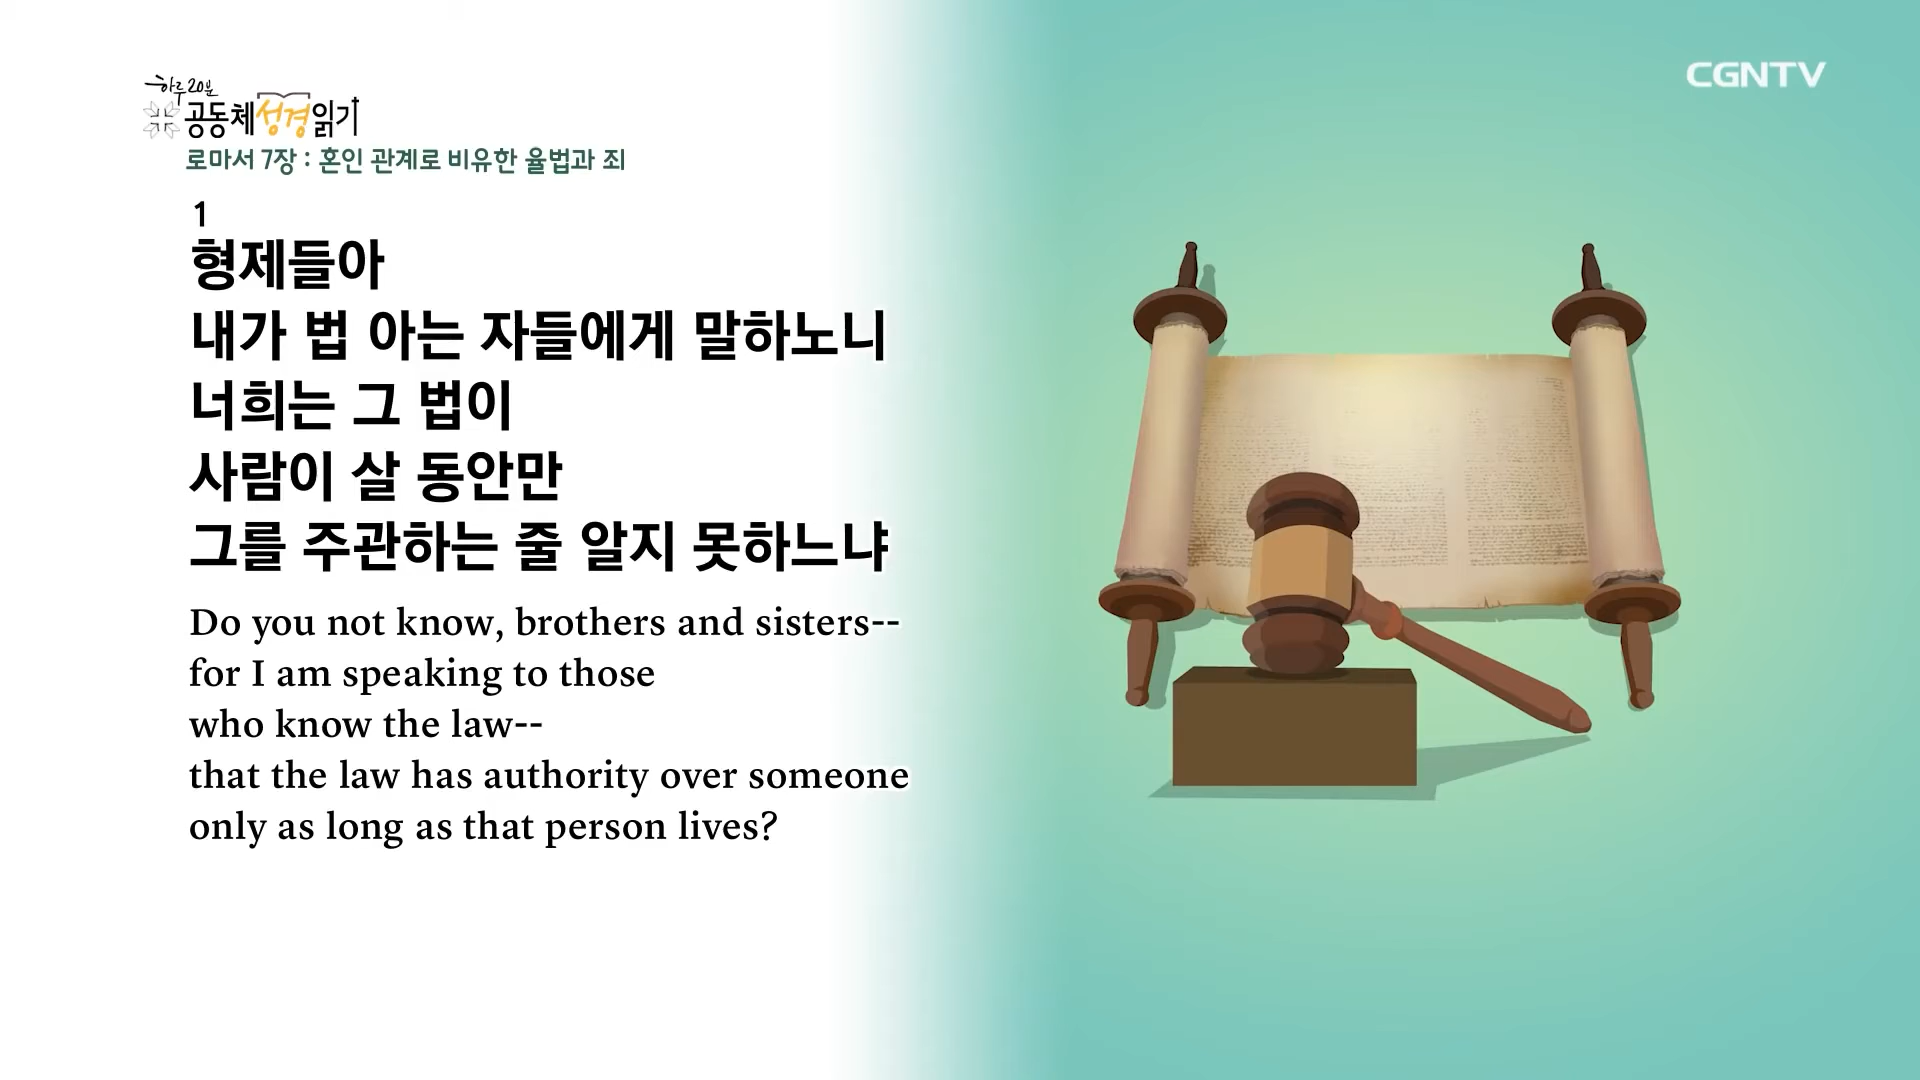 하루 20분
공동체성경읽기
CGNTV
로마서 7장 : 혼인 관계로 비유한 율법과 죄
1
형제들아
내가 법 아는 자들에게 말하노니
너희는 그 법이
사람이 살 동안만
그를 주관하는 줄 알지 못하느냐
Do you not know, brothers and sisters--
for I am speaking to those
who know the law--
that the law has authority over someone
only as long as that person lives?